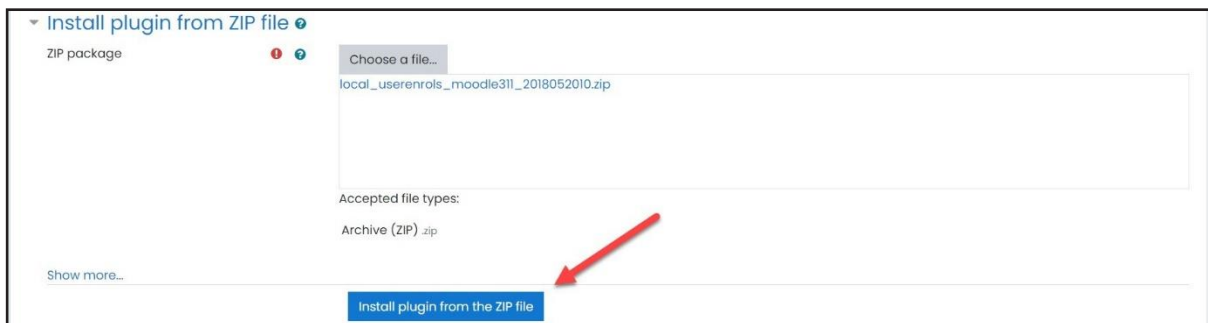 Install plugin from ZIP file
ZIP package
Choose a file...
local_userenrols_moodle311_2018052010.zip
Accepted file types:
Archive (ZIP) .zip
Show more...
Install plugin from the ZIP file